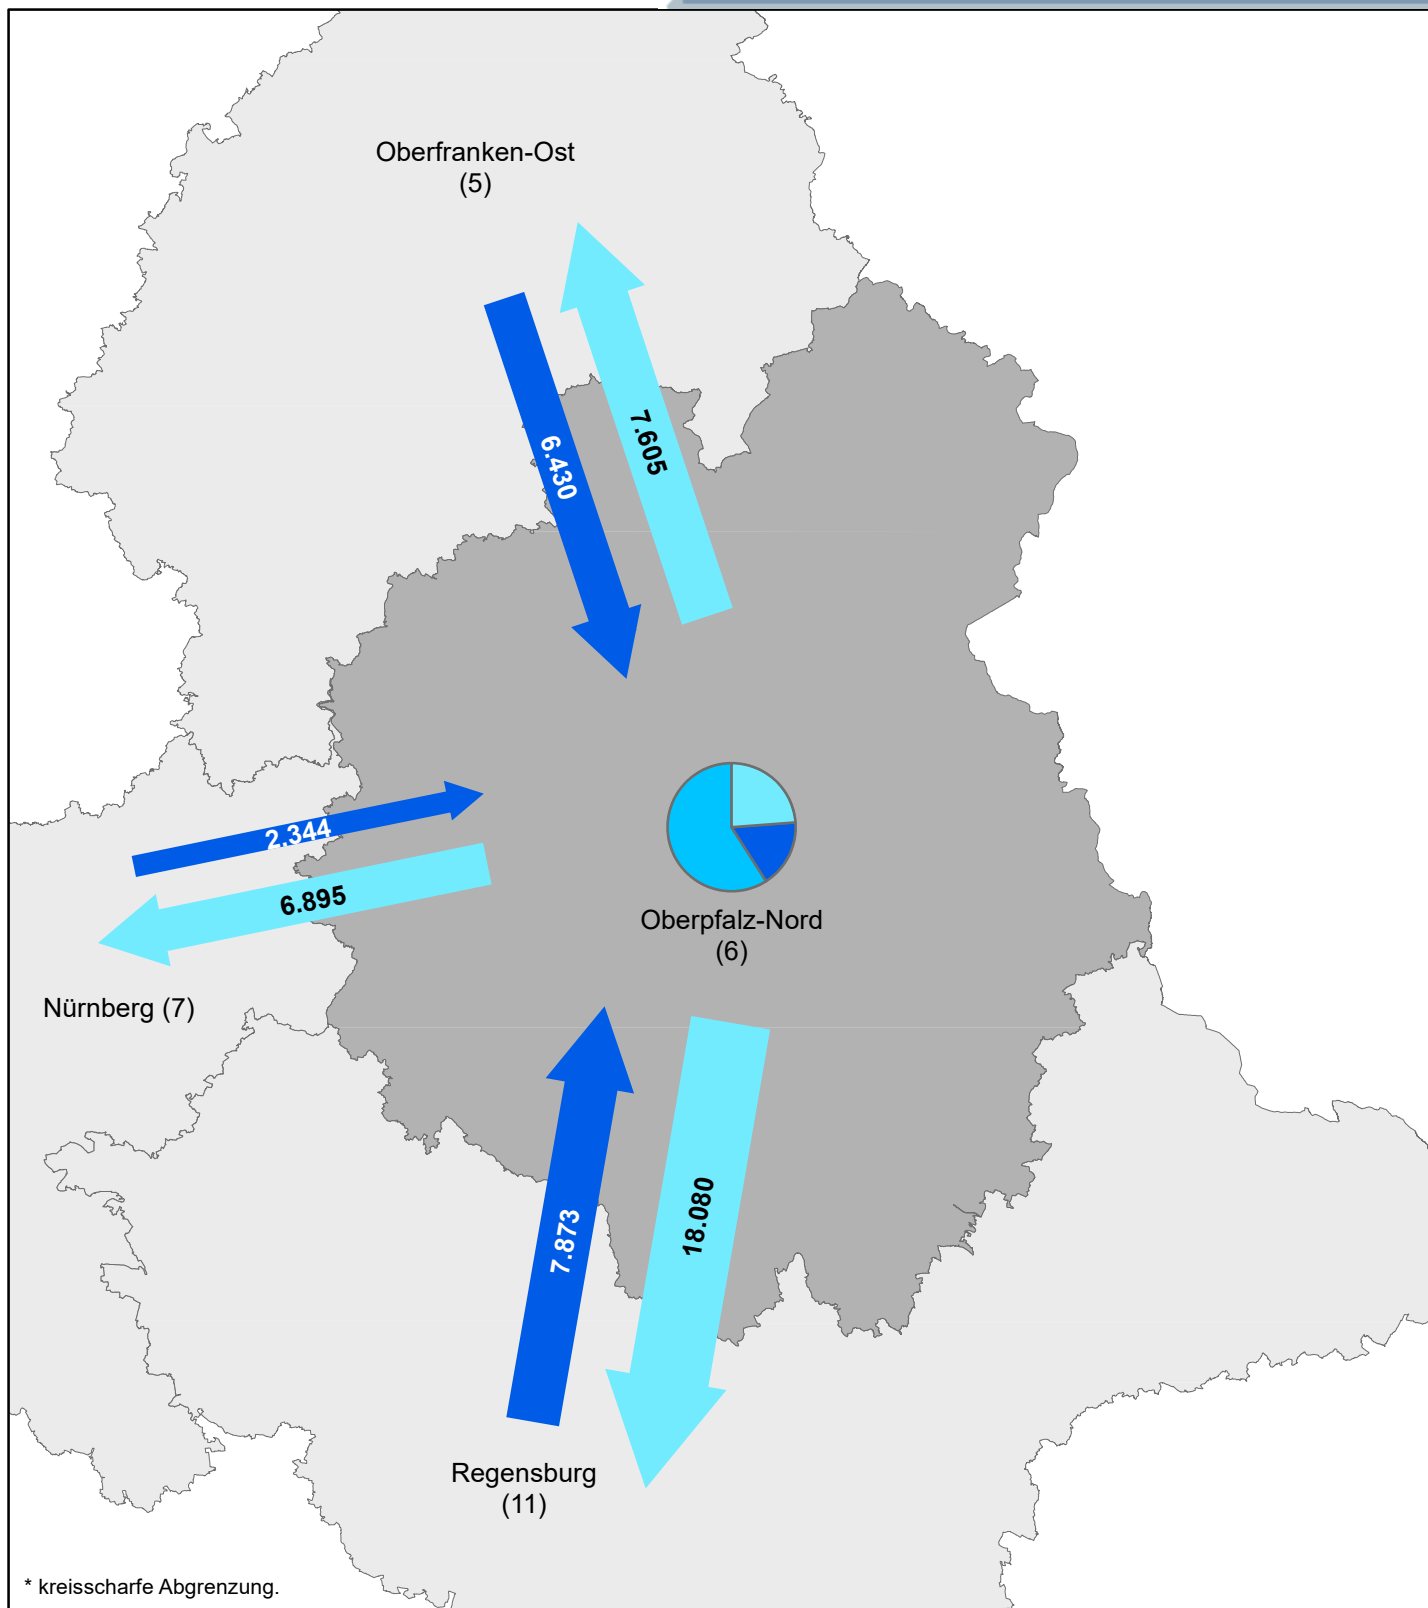 Oberfranken-Ost
(5)
7.605
6.430
2.344
6.895
Oberpfalz-Nord
(6)
Nürnberg (7)
18.080
7.873
Regensburg
(11)
* kreisscharfe Abgrenzung.